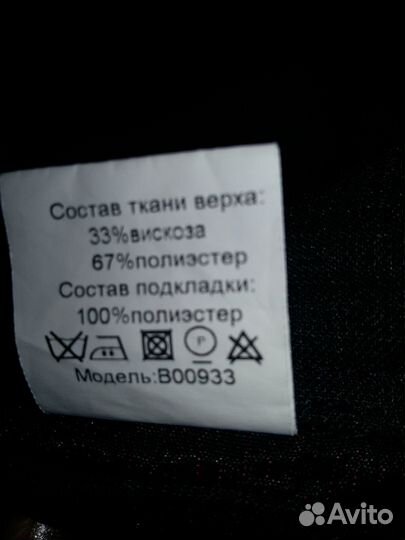 Состав ткани верха:
33%вискоза
67%полиэстер
Состав подкладки:
100%полиэстер
P
Модель:В00933
Avito